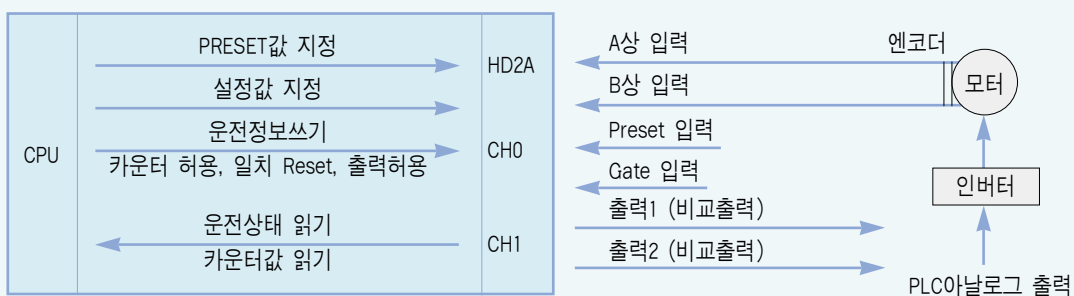 CPU
PRESET값 지정
설정값 지정
운전정보쓰기
카운터 허용, 일치 Reset, 출력허용
운전상태 읽기
카운터값 읽기
HD2A
CH0
CH1
A상 입력
B상 입력
Preset 입력
Gate 입력
출력1 (비교출력)
출력2 (비교출력)
엔코더
모터
인버터
PLC아날로그 출력